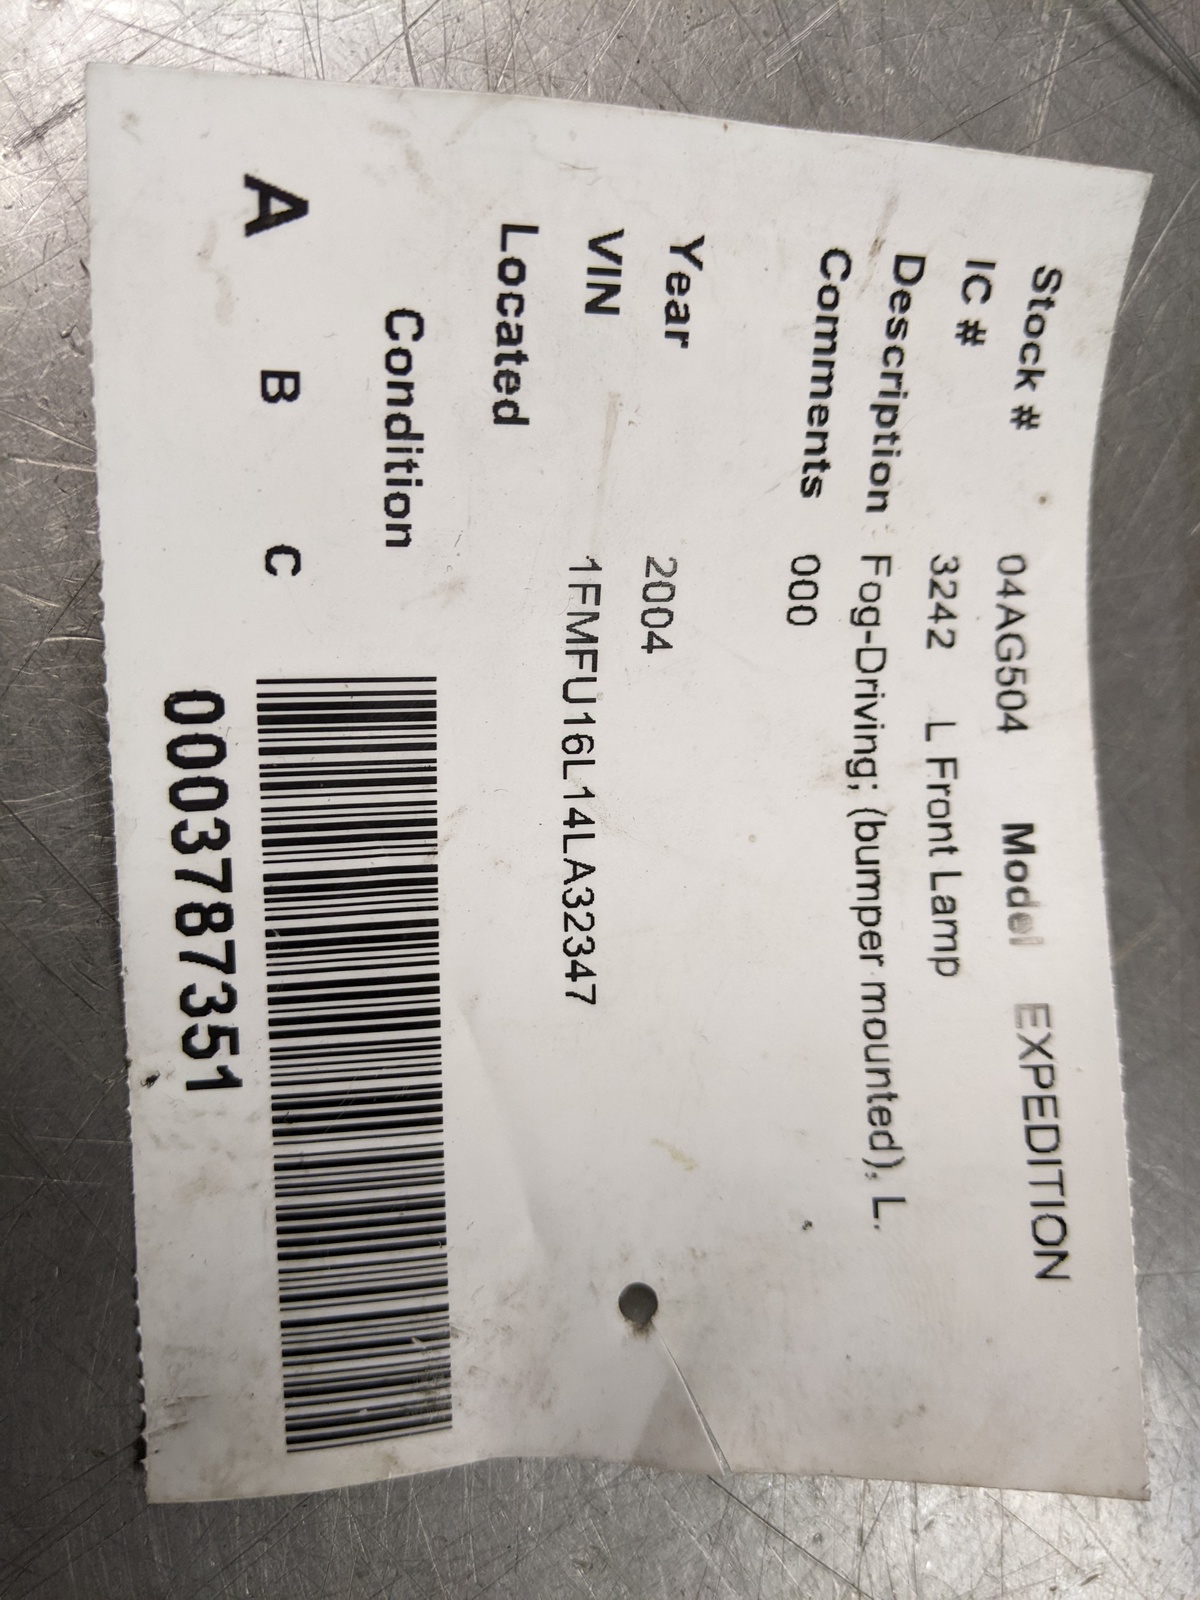 Stock # 04AG504 Model EXPEDITION
IC # 3242 L Front Lamp
Description Fog-Driving; (bumper mounted), L.
Comments 000
Year 2004
VIN 1FMFU16L14LA32347
Located
Condition
A B C
0003787351